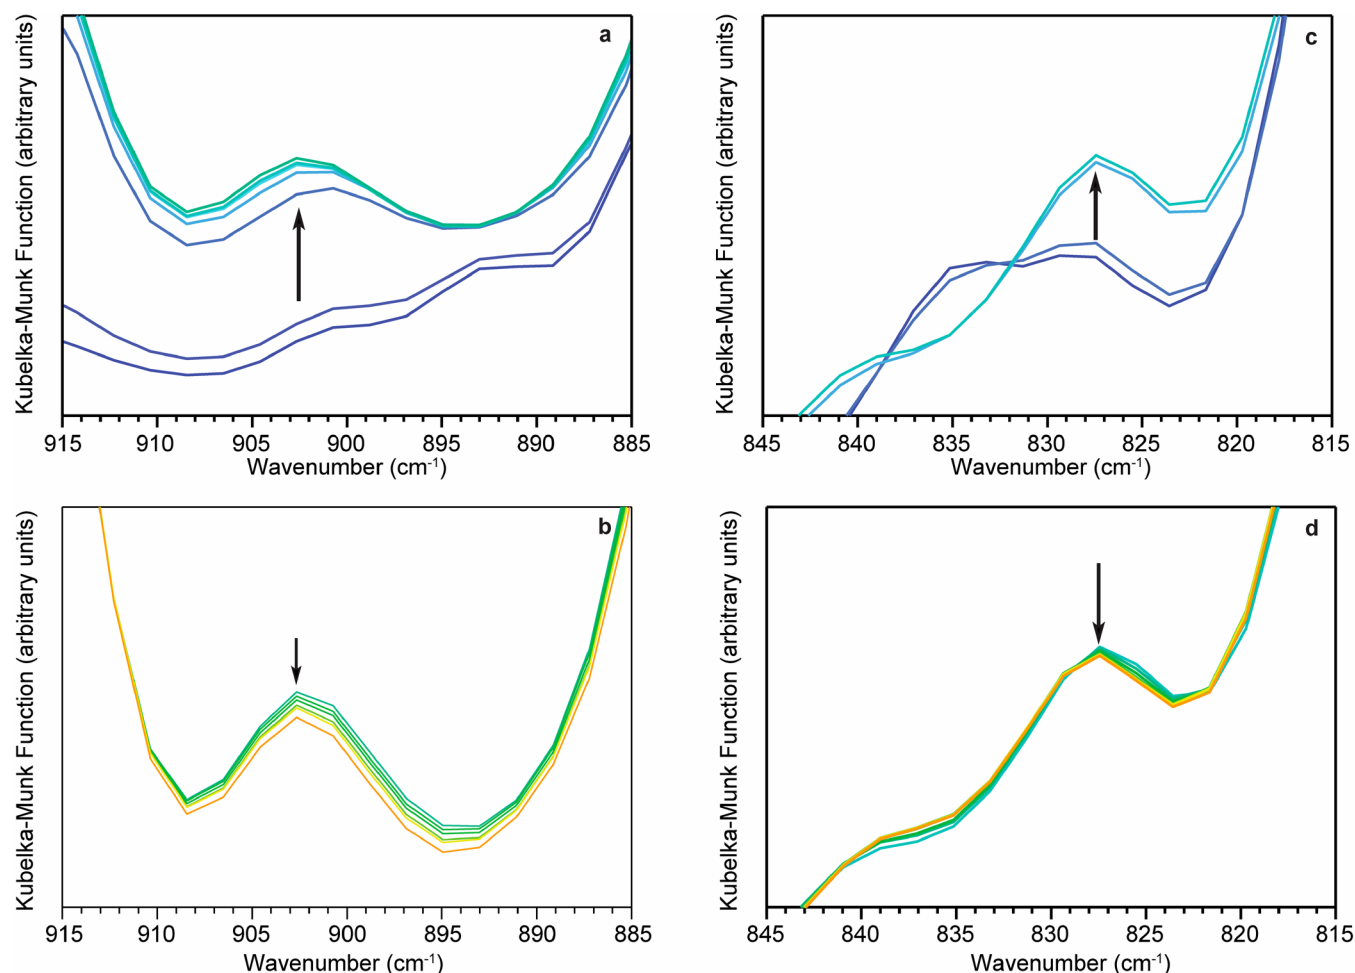 Kubelka-Munk Function (arbitrary units)
a
915 910 905 900 895 890 885
Wavenumber (cm⁻¹)
Kubelka-Munk Function (arbitrary units)
c
845 840 835 830 825 820 815
Wavenumber (cm⁻¹)
Kubelka-Munk Function (arbitrary units)
b
915 910 905 900 895 890 885
Wavenumber (cm⁻¹)
Kubelka-Munk Function (arbitrary units)
d
845 840 835 830 825 820 815
Wavenumber (cm⁻¹)